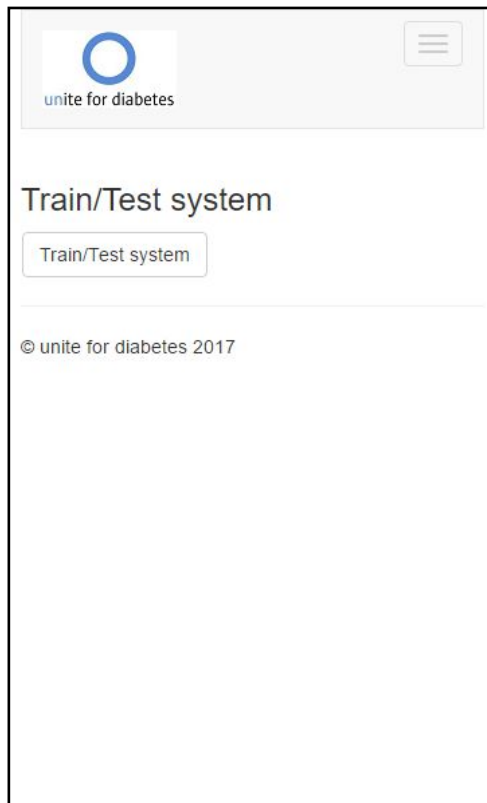 unite for diabetes
Train/Test system
Train/Test system
© unite for diabetes 2017